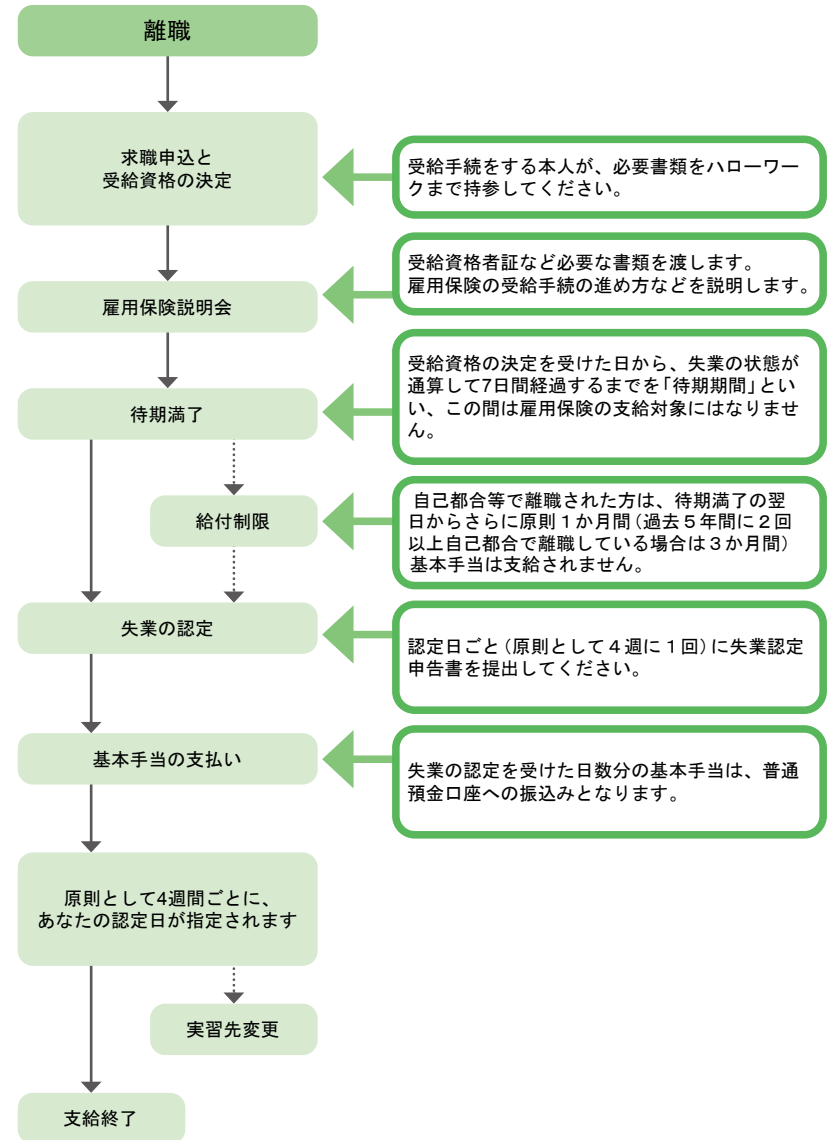 離職
求職申込と
受給資格の決定
受給手続をする本人が、必要書類をハローワー
クまで持参してください。
雇用保険説明会
受給資格者証など必要な書類を渡します。
雇用保険の受給手続の進め方などを説明します。
待期満了
受給資格の決定を受けた日から、失業の状態が
通算して7日間経過するまでを「待期期間」とい
い、この間は雇用保険の支給対象にはなりませ
ん。
給付制限
自己都合等で離職された方は、待期満了の翌
日からさらに原則1か月間(過去5年間に2回
以上自己都合で離職している場合は3か月間)
基本手当は支給されません。
失業の認定
認定日ごと(原則として4週に1回)に失業認定
申告書を提出してください。
基本手当の支払い
失業の認定を受けた日数分の基本手当は、普通
預金口座への振込みとなります。
原則として4週間ごとに、
あなたの認定日が指定されます
実習先変更
支給終了